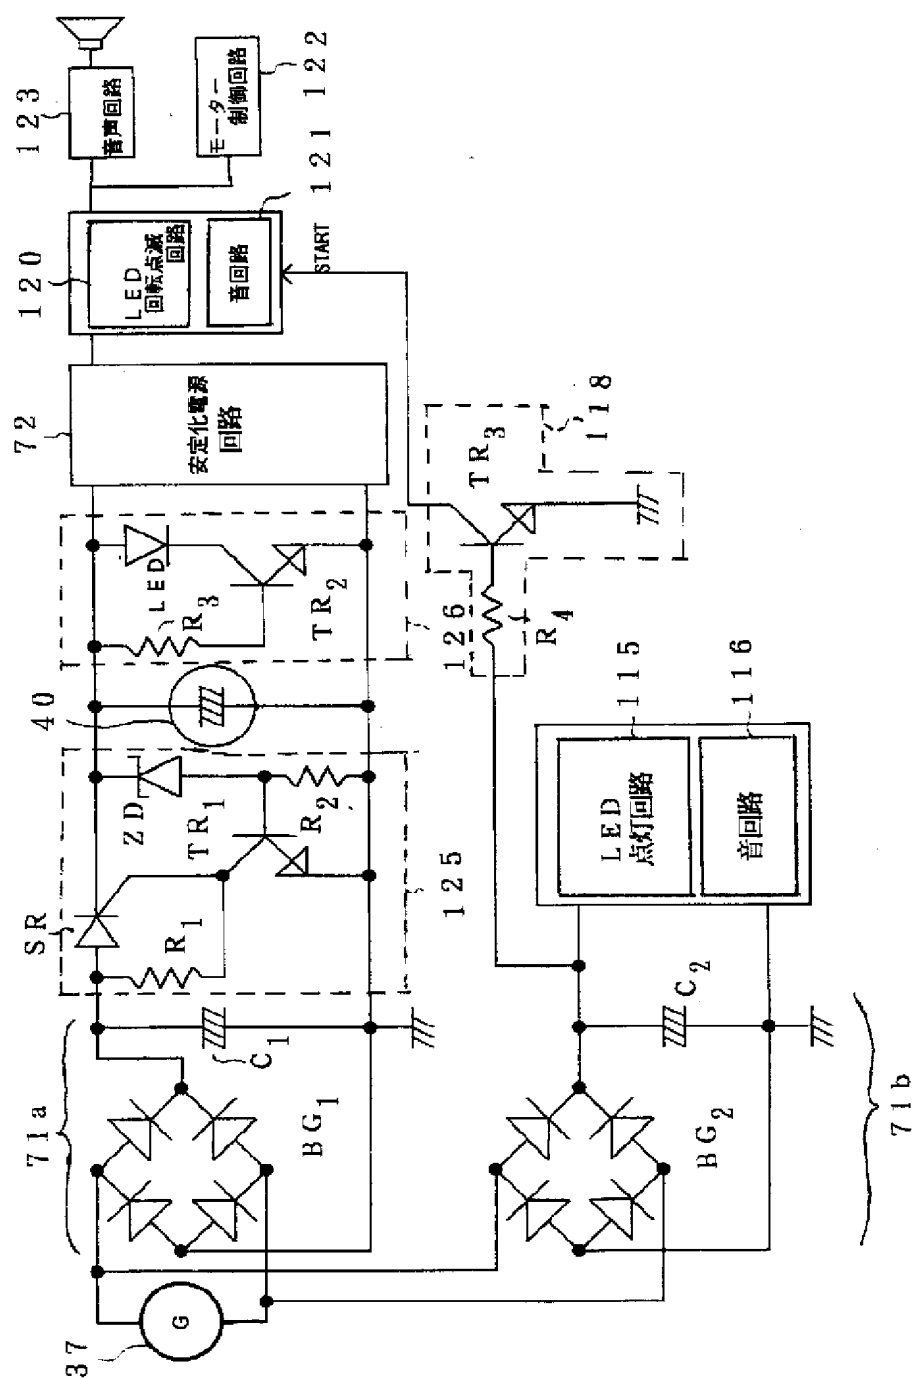 37
G
71a
BG₁
C₁
SR
R₁
ZD
TR₁
R₂
125
40
R₃
LED
TR₂
126
72
安定化電源
回路
120
LED
回転点滅
回路
音回路
121
START
123
音声回路
モーター
制御回路
122
BG₂
C₂
71b
LED
点灯回路
115
音回路
116
R₄
TR₃
118